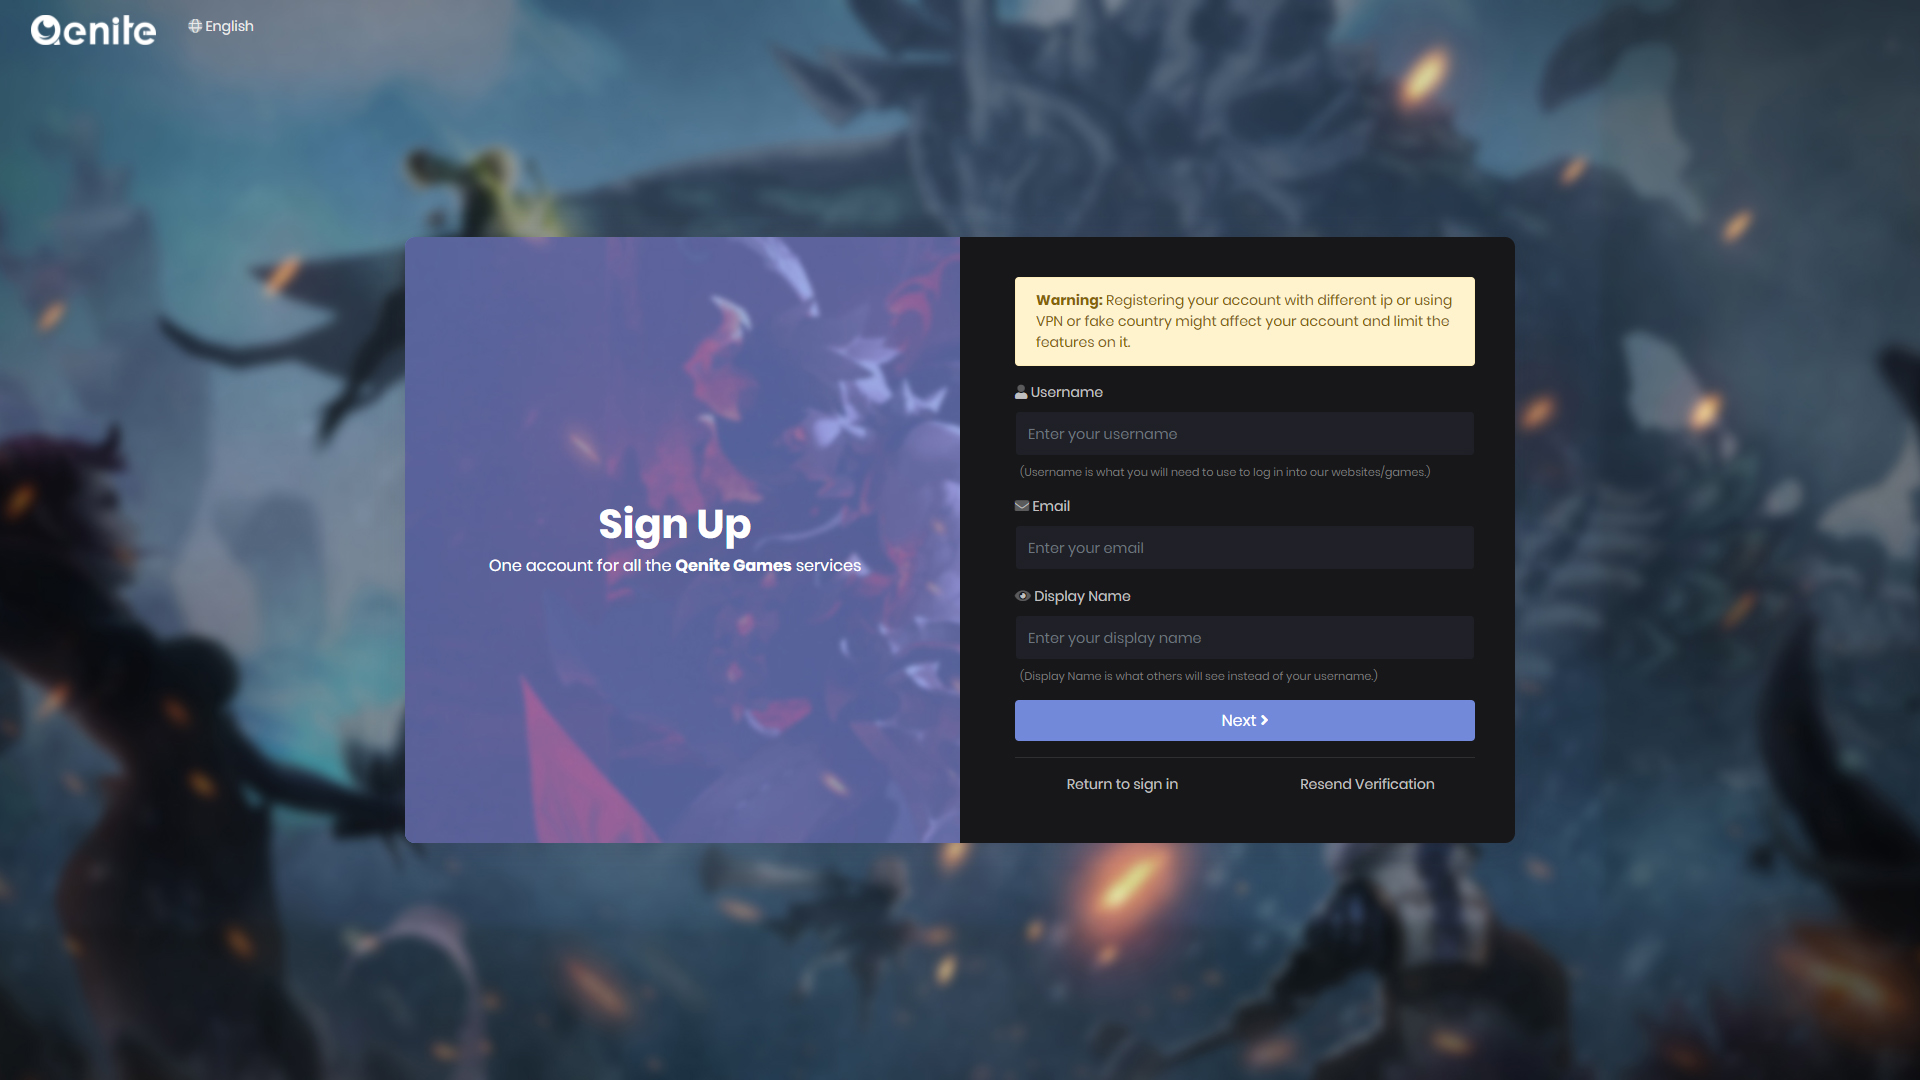 Qenite
English
Sign Up
One account for all the Qenite Games services
Warning: Registering your account with different ip or using
VPN or fake country might affect your account and limit the
features on it.
Username
Enter your username
(Username is what you will need to use to log in into our websites/games.)
Email
Enter your email
Display Name
Enter your display name
(Display Name is what others will see instead of your username.)
Next
Return to sign in
Resend Verification